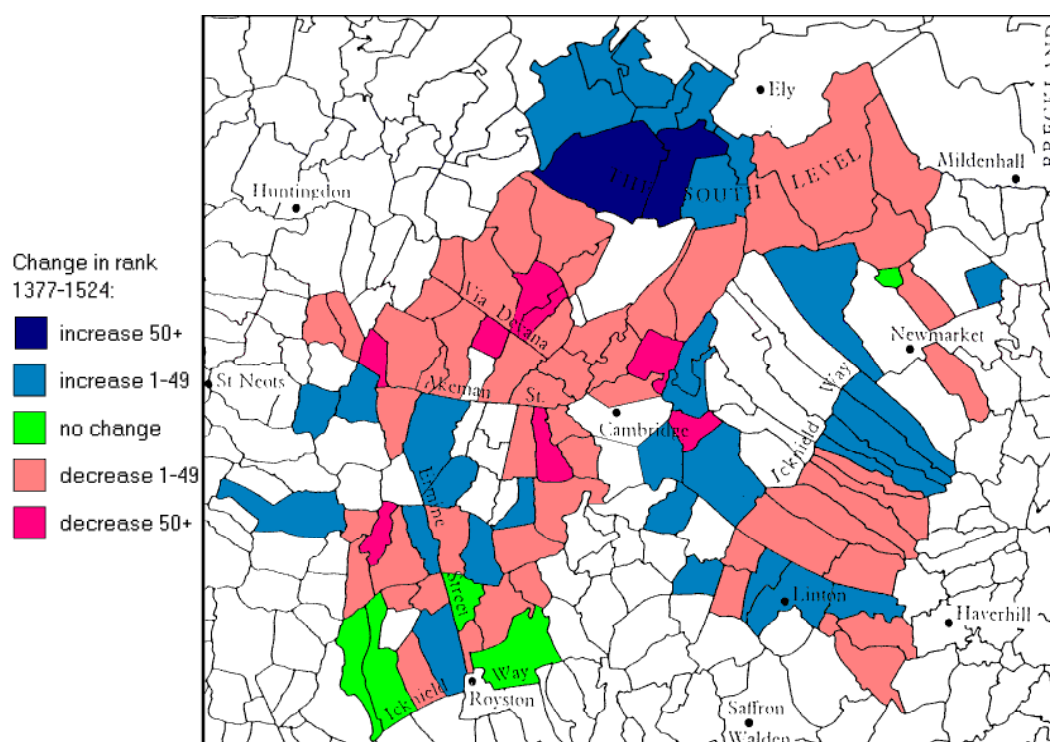 Change in rank
1377-1524:
increase 50+
increase 1-49
no change
decrease 1-49
decrease 50+
BRECKLAND
Ely
Mildenhall
THE SOUTH LEVEL
Huntingdon
Via Devana
Newmarket
St Neots
Akeman St.
Cambridge
Icknield Way
Ermine Street
Linton
Haverhill
Icknield Way
Royston
Saffron
Walden